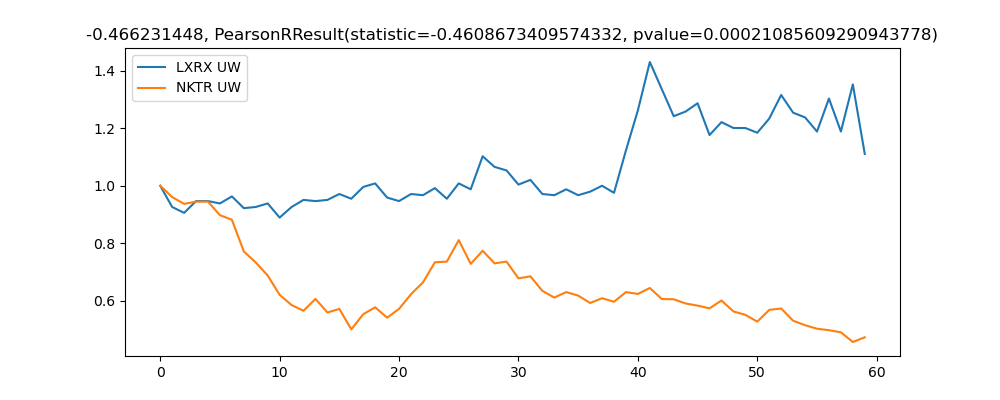 -0.466231448, PearsonRResult(statistic=-0.4608673409574332, pvalue=0.00021085609290943778)
LXRX UW
NKTR UW
1.4
1.2
1.0
0.8
0.6
0 10 20 30 40 50 60